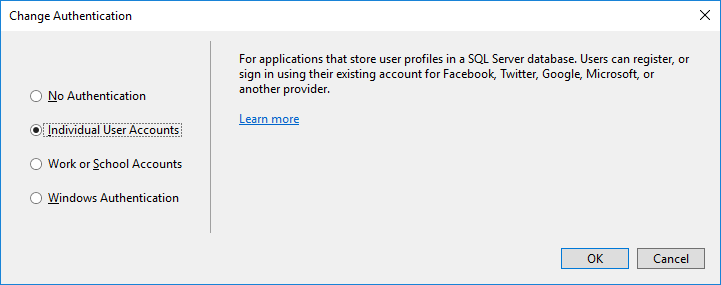 Change Authentication
No Authentication
Individual User Accounts
Work or School Accounts
Windows Authentication
For applications that store user profiles in a SQL Server database. Users can register, or
sign in using their existing account for Facebook, Twitter, Google, Microsoft, or
another provider.
Learn more
OK
Cancel